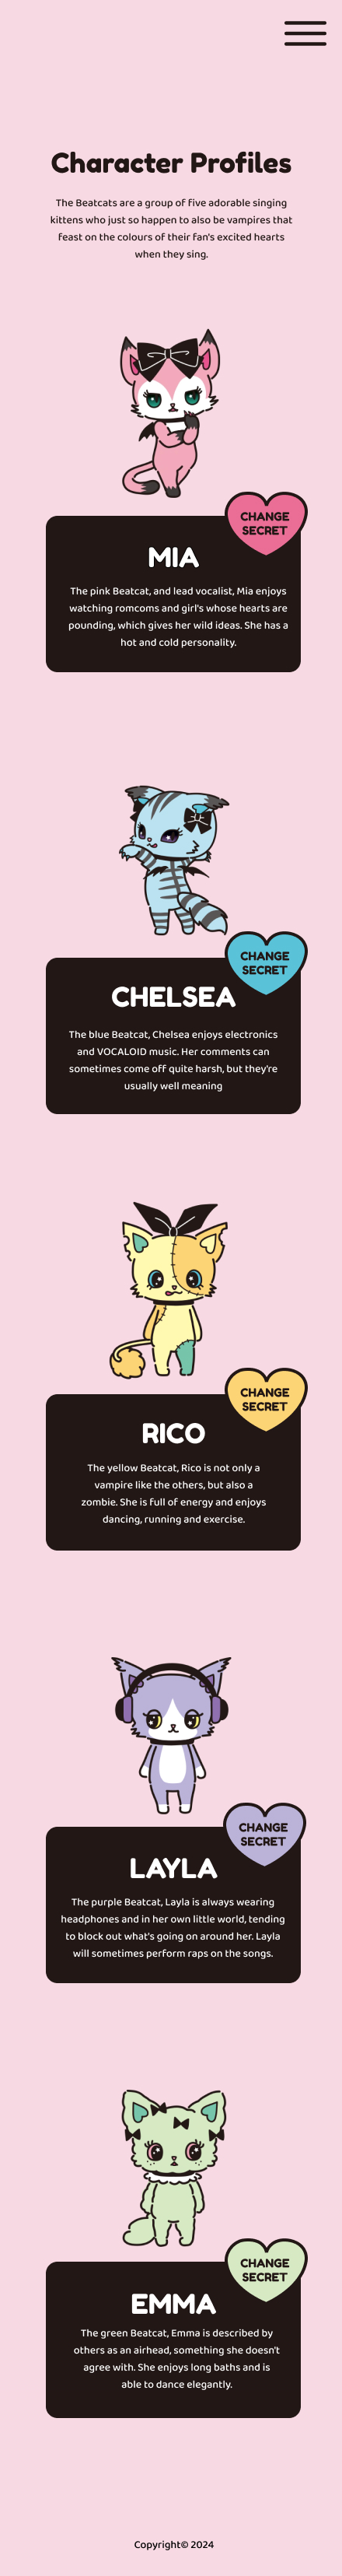 Character Profiles
The Beatcats are a group of five adorable singing
kittens who just so happen to also be vampires that
feast on the colours of their fan's excited hearts
when they sing.
CHANGE
SECRET
MIA
The pink Beatcat, and lead vocalist, Mia enjoys
watching romcoms and girl's whose hearts are
pounding, which gives her wild ideas. She has a
hot and cold personality.
CHANGE
SECRET
CHELSEA
The blue Beatcat, Chelsea enjoys electronics
and VOCALOID music. Her comments can
sometimes come off quite harsh, but they're
usually well meaning
CHANGE
SECRET
RICO
The yellow Beatcat, Rico is not only a
vampire like the others, but also a
zombie. She is full of energy and enjoys
dancing, running and exercise.
CHANGE
SECRET
LAYLA
The purple Beatcat, Layla is always wearing
headphones and in her own little world, tending
to block out what's going on around her. Layla
will sometimes perform raps on the songs.
CHANGE
SECRET
EMMA
The green Beatcat, Emma is described by
others as an airhead, something she doesn't
agree with. She enjoys long baths and is
able to dance elegantly.
Copyright© 2024